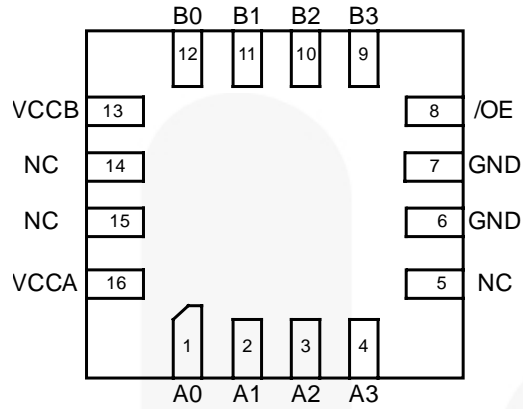 B0 B1 B2 B3
12 11 10 9
VCCB 13 8 /OE
NC 14 7 GND
NC 15 6 GND
VCCA 16 5 NC
1 2 3 4
A0 A1 A2 A3